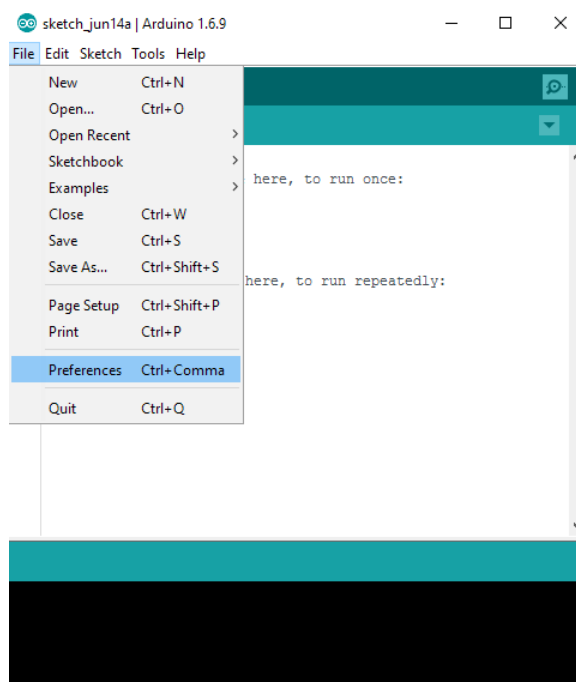 sketch_jun14a | Arduino 1.6.9
File Edit Sketch Tools Help
New Ctrl+N
Open... Ctrl+O
Open Recent
Sketchbook
Examples
Close Ctrl+W
Save Ctrl+S
Save As... Ctrl+Shift+S
Page Setup Ctrl+Shift+P
Print Ctrl+P
Preferences Ctrl+Comma
Quit Ctrl+Q
here, to run once:
here, to run repeatedly: